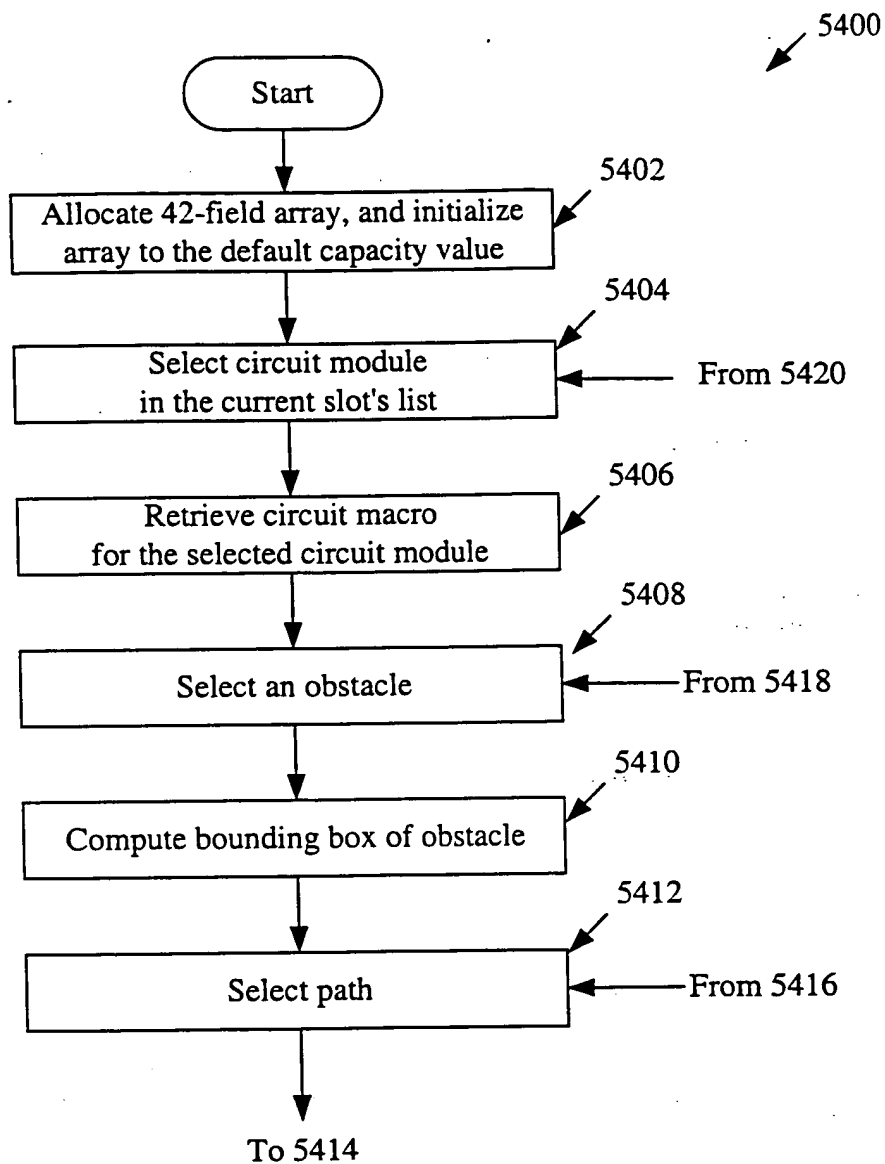 5400
Start
5402
Allocate 42-field array, and initialize
array to the default capacity value
5404
Select circuit module
in the current slot's list
From 5420
5406
Retrieve circuit macro
for the selected circuit module
5408
Select an obstacle
From 5418
5410
Compute bounding box of obstacle
5412
Select path
From 5416
To 5414